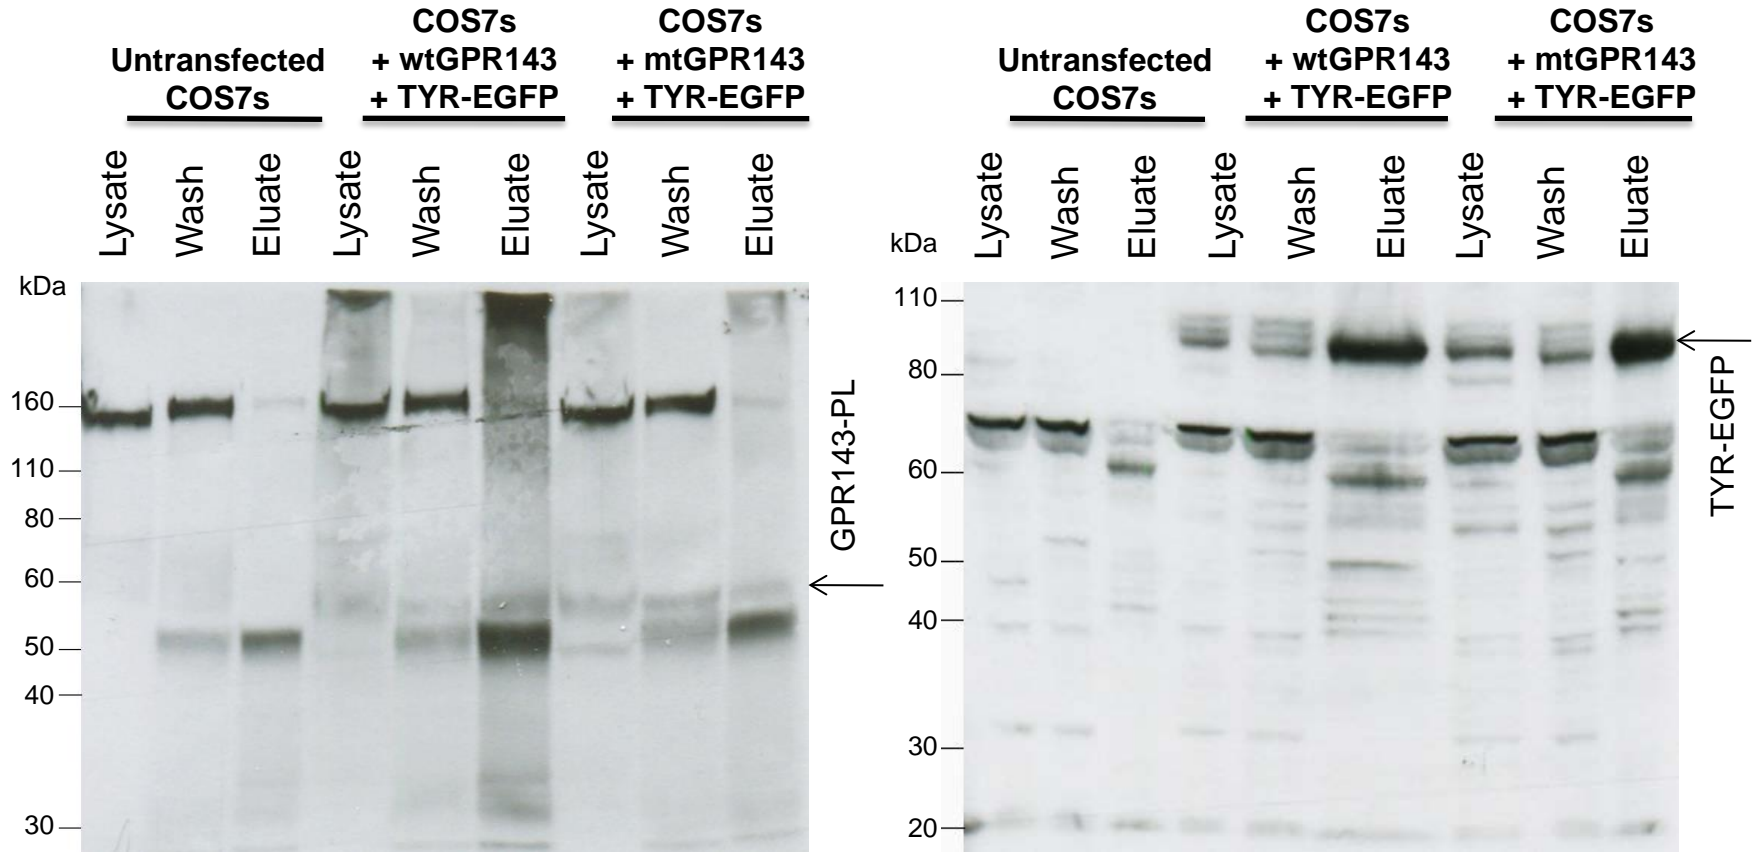 COS7s
COS7s
COS7s
COS7s
Untransfected
+ wtGPR143
+ mtGPR143
Untransfected
+ wtGPR143
+ mtGPR143
COS7s
+ TYR-EGFP
+ TYR-EGFP
COS7s
+ TYR-EGFP
+ TYR-EGFP
Lysate
Wash
Eluate
Lysate
Wash
Eluate
Lysate
Wash
Eluate
Lysate
Wash
Eluate
Lysate
Wash
Eluate
Lysate
Wash
Eluate
kDa
160
110
80
60
50
40
30
GPR143-PL
kDa
110
80
60
50
40
30
20
TYR-EGFP